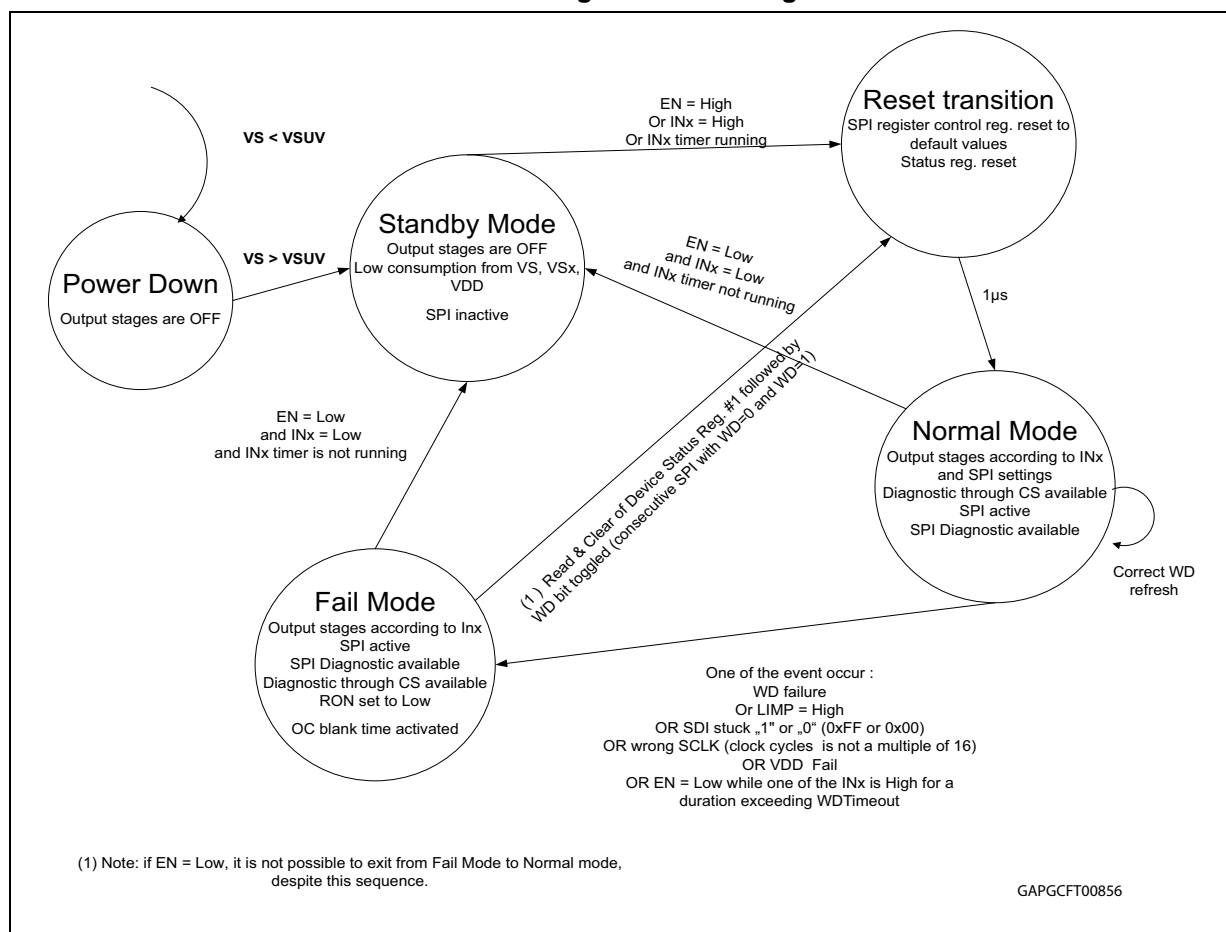 VS < VSUV
Power Down
Output stages are OFF
VS > VSUV
Standby Mode
Output stages are OFF
Low consumption from VS, VSx,
VDD
SPI inactive
EN = High
Or INx = High
Or INx timer running
Reset transition
SPI register control reg. reset to
default values
Status reg. reset
EN = Low
and INx = Low
and INx timer not running
1µs
Normal Mode
Output stages according to INx
and SPI settings
Diagnostic through CS available
SPI active
SPI Diagnostic available
Correct WD
refresh
(1 ) Read & Clear of Device Status Reg. #1 followed by
WD bit toggled (consecutive SPI with WD=0 and WD=1)
EN = Low
and INx = Low
and INx timer is not running
Fail Mode
Output stages according to Inx
SPI active
SPI Diagnostic available
Diagnostic through CS available
RON set to Low
OC blank time activated
One of the event occur :
WD failure
Or LIMP = High
OR SDI stuck „1" or „0“ (0xFF or 0x00)
OR wrong SCLK (clock cycles is not a multiple of 16)
OR VDD Fail
OR EN = Low while one of the INx is High for a
duration exceeding WDTimeout
(1) Note: if EN = Low, it is not possible to exit from Fail Mode to Normal mode,
despite this sequence.
GAPGCFT00856